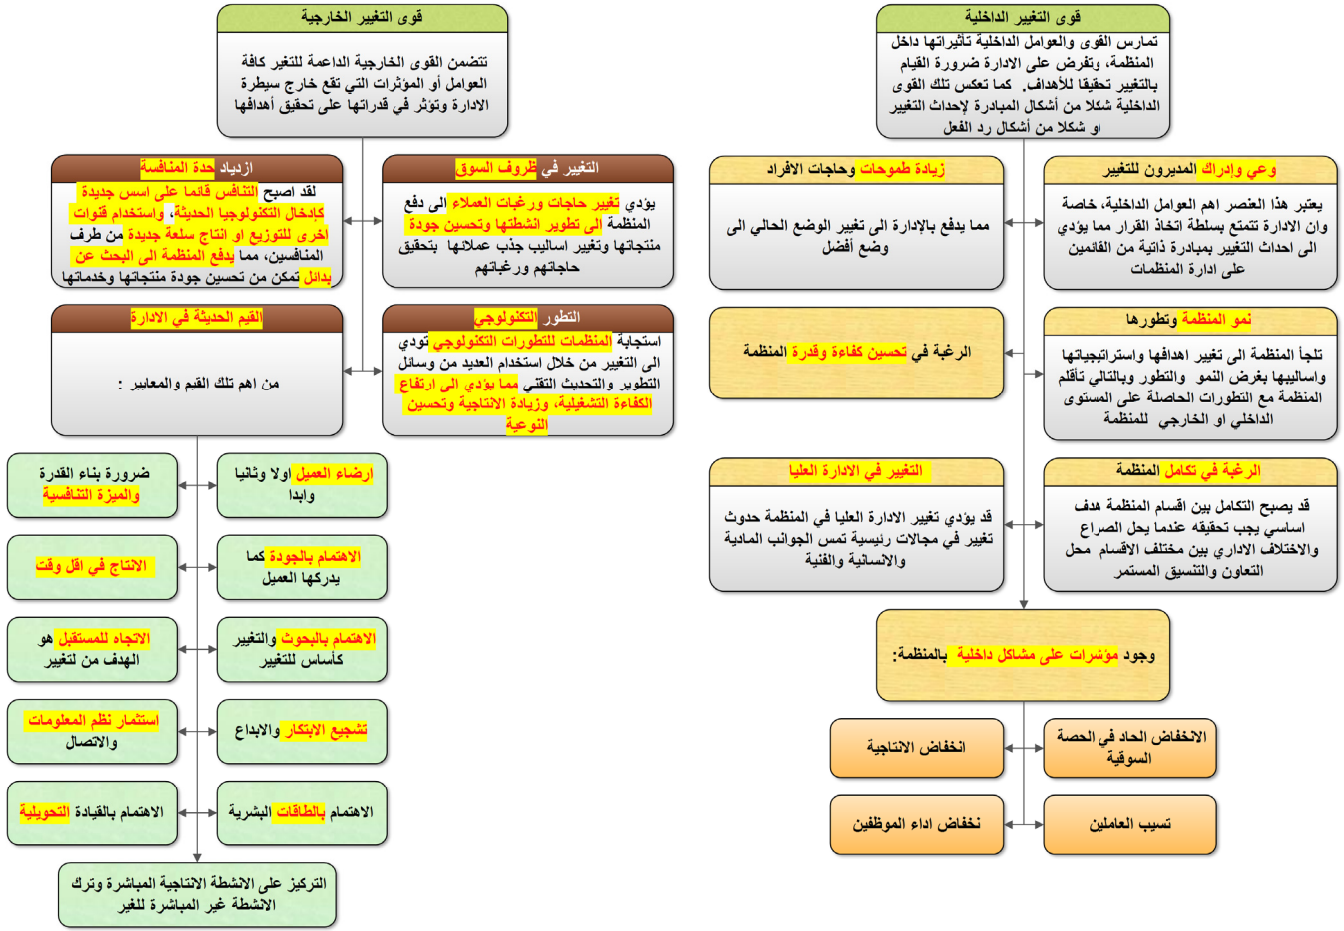 قوى التغيير الداخلية
تمارس القوى والعوامل الداخلية تأثيراتها داخل
المنظمة، وتفرض على الادارة ضرورة القيام
بالتغيير تحقيقا للأهداف. كما تعكس تلك القوى
الداخلية شكلا من أشكال المبادرة لإحداث التغيير
او شكلا من أشكال رد الفعل
وعي وإدراك المديرون للتغيير
يعتبر هذا العنصر اهم العوامل الداخلية، خاصة
وان الادارة تتمتع بسلطة اتخاذ القرار مما يؤدي
الى احداث التغيير بمبادرة ذاتية من القائمين
على ادارة المنظمات
زيادة طموحات وحاجات الافراد
مما يدفع بالإدارة الى تغيير الوضع الحالي الى
وضع أفضل
نمو المنظمة وتطورها
تلجأ المنظمة الى تغيير اهدافها واستراتيجياتها
واساليبها بغرض النمو والتطور وبالتالي تأقلم
المنظمة مع التطورات الحاصلة على المستوى
الداخلي او الخارجي للمنظمة
الرغبة في تحسين كفاءة وقدرة المنظمة
الرغبة في تكامل المنظمة
قد يصبح التكامل بين اقسام المنظمة هدف
اساسي يجب تحقيقه عندما يحل الصراع
والاختلاف الاداري بين مختلف الاقسام محل
التعاون والتنسيق المستمر
التغيير في الادارة العليا
قد يؤدي تغيير الادارة العليا في المنظمة حدوث
تغيير في مجالات رئيسية تمس الجوانب المادية
والانسانية والفنية
وجود مؤشرات على مشاكل داخلية بالمنظمة:
الانخفاض الحاد في الحصة
السوقية
انخفاض الانتاجية
تسيب العاملين
نخفاض اداء الموظفين
قوى التغيير الخارجية
تتضمن القوى الخارجية الداعمة للتغير كافة
العوامل أو المؤثرات التي تقع خارج سيطرة
الادارة وتؤثر في قدراتها على تحقيق أهدافها
التغيير في ظروف السوق
يؤدي تغيير حاجات ورغبات العملاء الى دفع
المنظمة الى تطوير انشطتها وتحسين جودة
منتجاتها وتغيير اساليب جذب عملائها بتحقيق
حاجاتهم ورغباتهم
ازدياد حدة المنافسة
لقد اصبح التنافس قائما على اسس جديدة
كإدخال التكنولوجيا الحديثة، واستخدام قنوات
اخرى للتوزيع او انتاج سلعة جديدة من طرف
المنافسين، مما يدفع المنظمة الى البحث عن
بدائل تمكن من تحسين جودة منتجاتها وخدماتها
التطور التكنولوجي
استجابة المنظمات للتطورات التكنولوجي تودي
الى التغيير من خلال استخدام العديد من وسائل
التطوير والتحديث التقني مما يؤدي الى ارتفاع
الكفاءة التشغيلية، وزيادة الانتاجية وتحسين
النوعية
القيم الحديثة في الادارة
من اهم تلك القيم والمعايير :
ارضاء العميل اولا وثانيا
وابدا
ضرورة بناء القدرة
والميزة التنافسية
الاهتمام بالجودة كما
يدركها العميل
الانتاج في اقل وقت
الاهتمام بالبحوث والتغيير
كأساس للتغيير
الاتجاه للمستقبل هو
الهدف من لتغيير
تشجيع الابتكار والابداع
استثمار نظم المعلومات
والاتصال
الاهتمام بالطاقات البشرية
الاهتمام بالقيادة التحويلية
التركيز على الانشطة الانتاجية المباشرة وترك
الانشطة غير المباشرة للغير